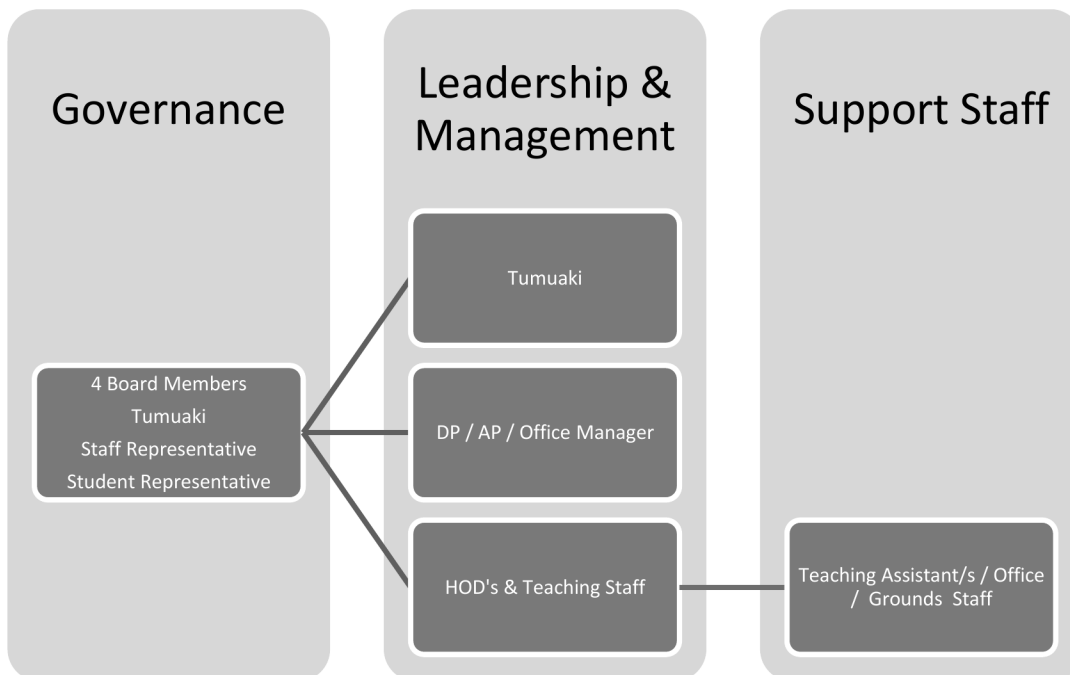 Governance
4 Board Members
Tumuaki
Staff Representative
Student Representative
Leadership &
Management
Tumuaki
DP / AP / Office Manager
HOD's & Teaching Staff
Support Staff
Teaching Assistant/s / Office
/ Grounds Staff